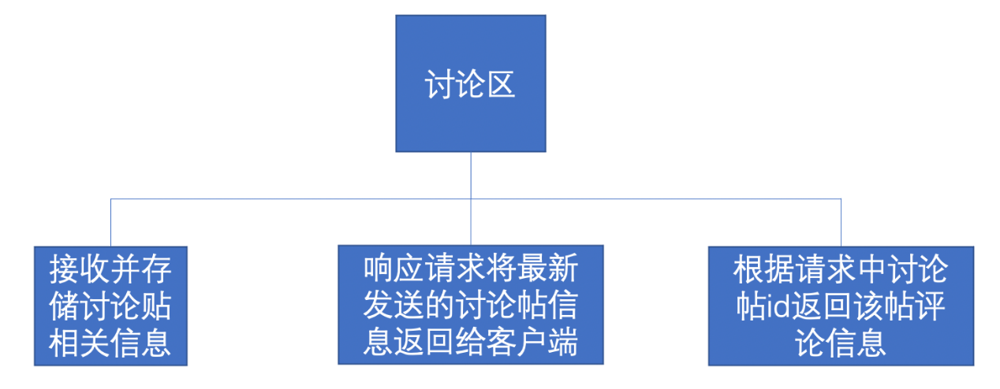 讨论区
接收并存
储讨论贴
相关信息
响应请求将最新
发送的讨论帖信
息返回给客户端
根据请求中讨论
帖id返回该帖评
论信息